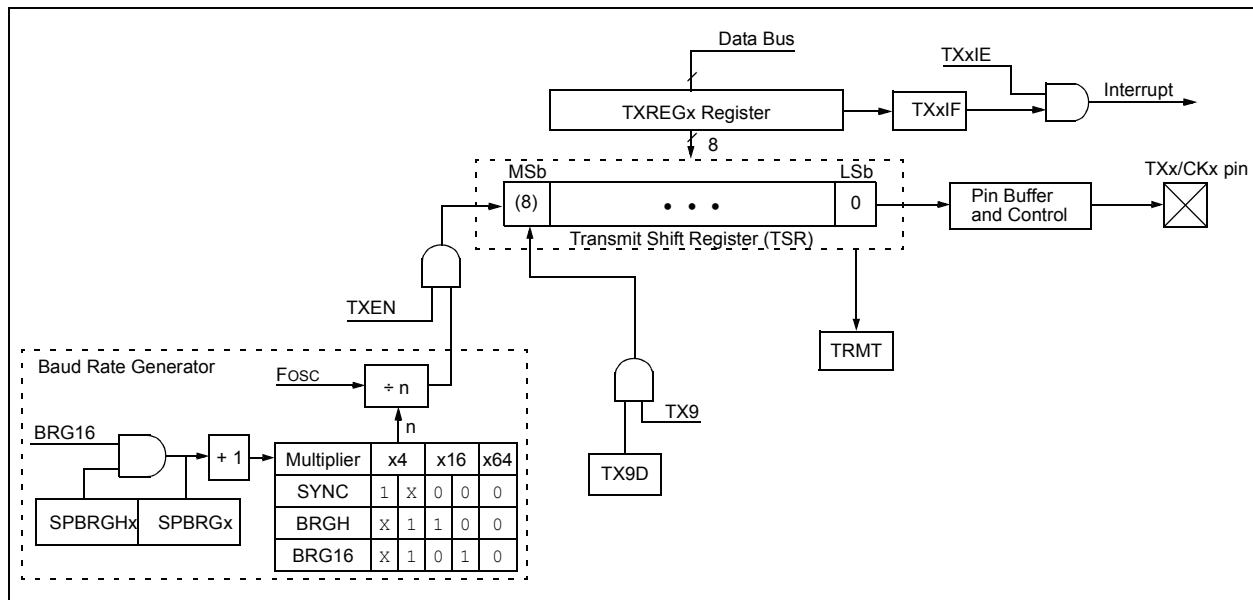 Data Bus
TXxIE
Interrupt
TXREGx Register
TXxIF
8
MSb
LSb
TXx/CKx pin
(8)
• • •
0
Pin Buffer
and Control
Transmit Shift Register (TSR)
TXEN
TRMT
Baud Rate Generator
FOSC
÷ n
TX9
n
BRG16
+ 1
Multiplier x4 x16 x64
TX9D
SYNC 1 X 0 0 0
SPBRGHx SPBRGx
BRGH X 1 1 0 0
BRG16 X 1 0 1 0